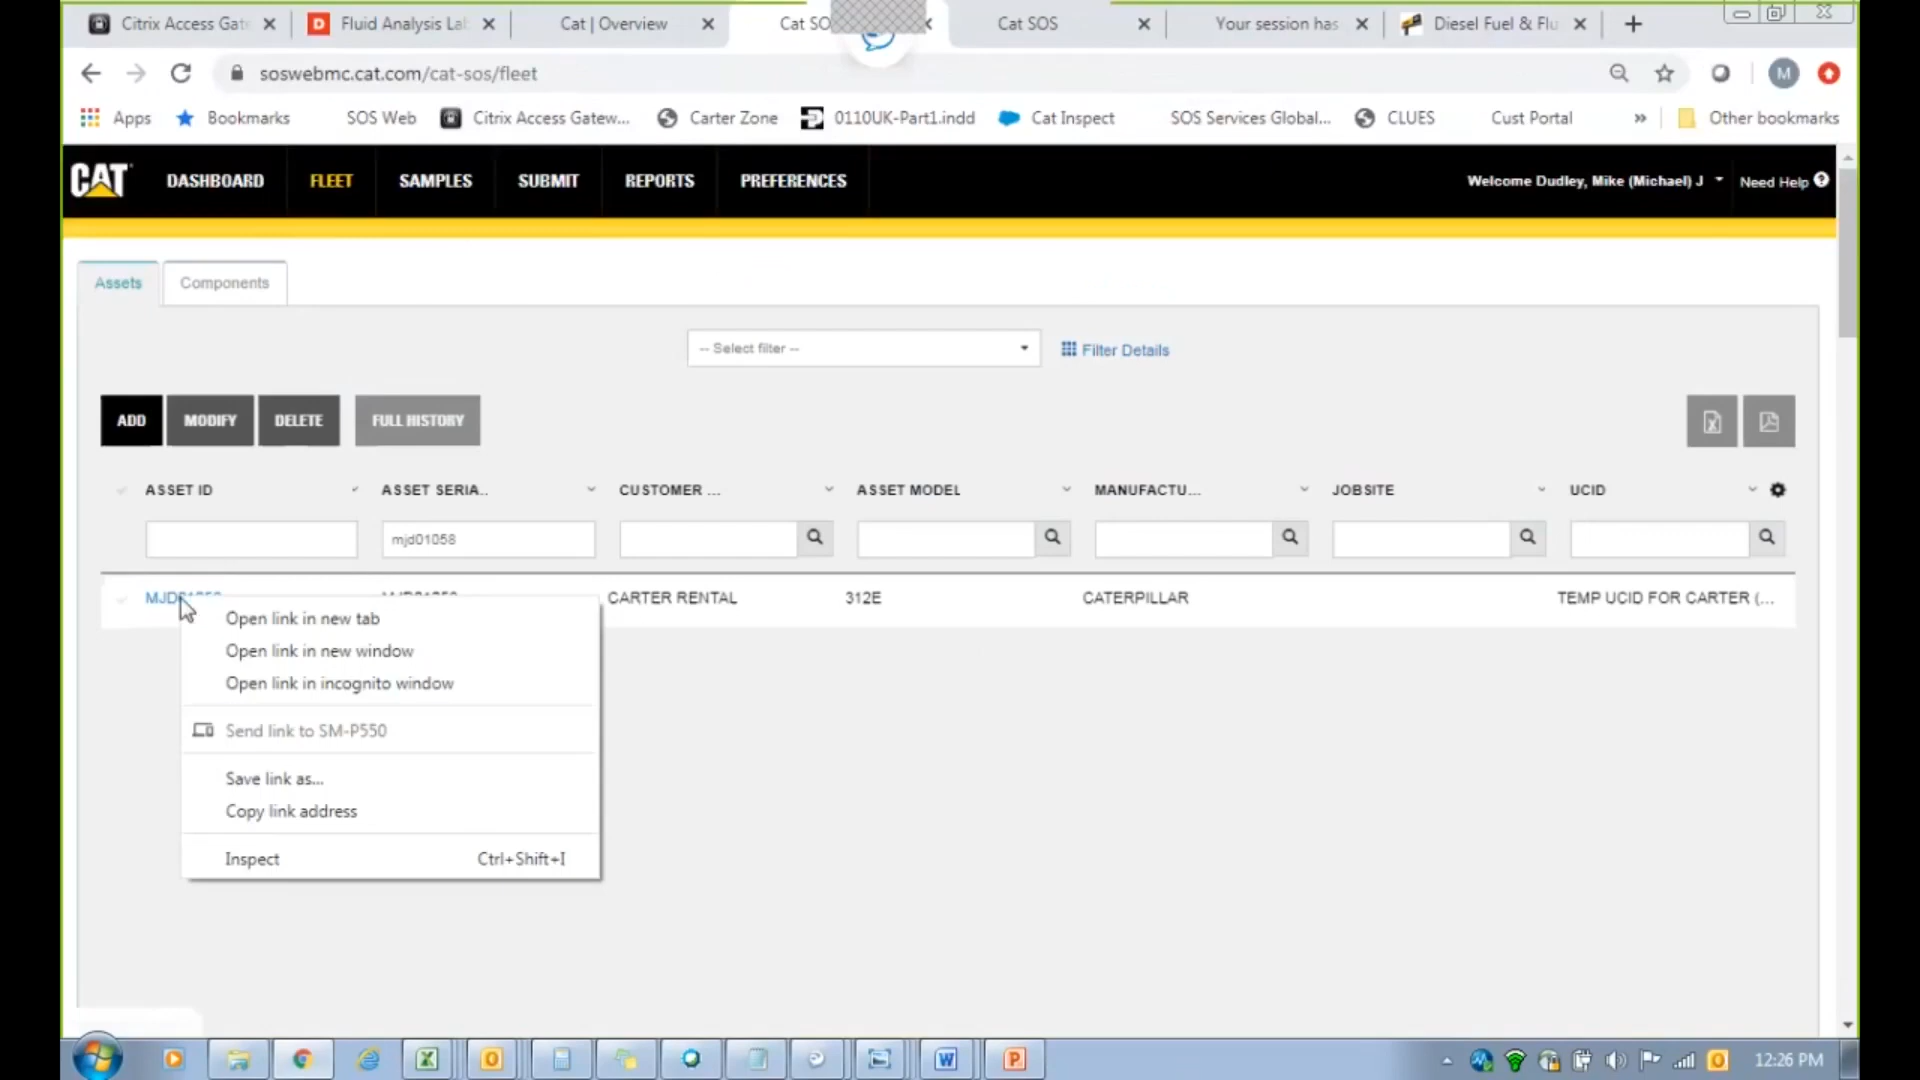 Citrix Access Gat
Fluid Analysis La
Cat | Overview
Cat SO
Cat SOS
Your session has
Diesel Fuel & Flu
soswebmc.cat.com/cat-sos/fleet
M
Apps
Bookmarks
SOS Web
Citrix Access Gatew...
Carter Zone
0110UK-Part1.indd
Cat Inspect
SOS Services Global...
CLUES
Cust Portal
»
Other bookmarks
CAT
DASHBOARD
FLEET
SAMPLES
SUBMIT
REPORTS
PREFERENCES
Welcome Dudley, Mike (Michael) J
Need Help ?
Assets
Components
-- Select filter --
Filter Details
ADD
MODIFY
DELETE
FULL HISTORY
ASSET ID
ASSET SERIA..
CUSTOMER ...
ASSET MODEL
MANUFACTU...
JOBSITE
UCID
mjd01058
CARTER RENTAL
312E
CATERPILLAR
TEMP UCID FOR CARTER (...
Open link in new tab
Open link in new window
Open link in incognito window
Send link to SM-P550
Save link as...
Copy link address
Inspect
Ctrl+Shift+I
12:26 PM